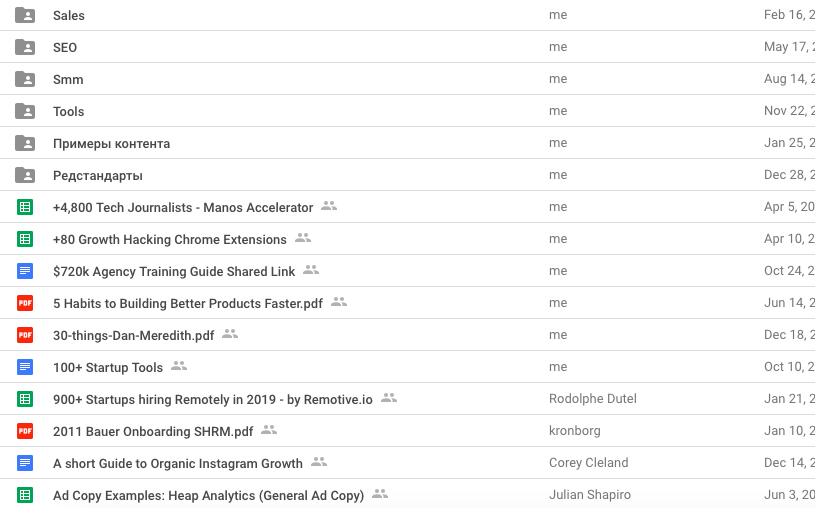 Sales me Feb 16, 2
SEO me May 17, 2
Smm me Aug 14, 2
Tools me Nov 22, 2
Примеры контента me Jan 25, 2
Редстандарты me Dec 28, 2
+4,800 Tech Journalists - Manos Accelerator me Apr 5, 20
+80 Growth Hacking Chrome Extensions me Apr 10, 2
$720k Agency Training Guide Shared Link me Oct 24, 2
PDF 5 Habits to Building Better Products Faster.pdf me Jun 14, 2
PDF 30-things-Dan-Meredith.pdf me Dec 18, 2
100+ Startup Tools me Oct 10, 2
900+ Startups hiring Remotely in 2019 - by Remotive.io Rodolphe Dutel Jan 21, 2
PDF 2011 Bauer Onboarding SHRM.pdf kronborg Jan 10, 2
A short Guide to Organic Instagram Growth Corey Cleland Dec 14, 2
Ad Copy Examples: Heap Analytics (General Ad Copy) Julian Shapiro Jun 3, 20